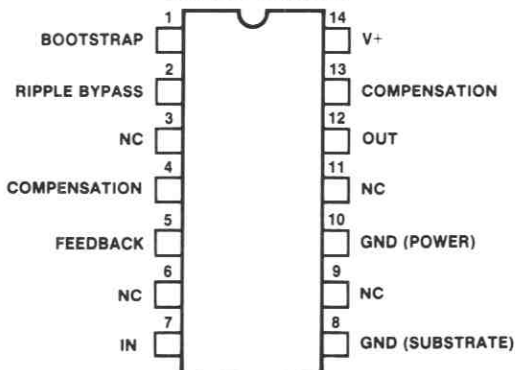 1
BOOTSTRAP
2
RIPPLE BYPASS
3
NC
4
COMPENSATION
5
FEEDBACK
6
NC
7
IN
14
V+
13
COMPENSATION
12
OUT
11
NC
10
GND (POWER)
9
NC
8
GND (SUBSTRATE)